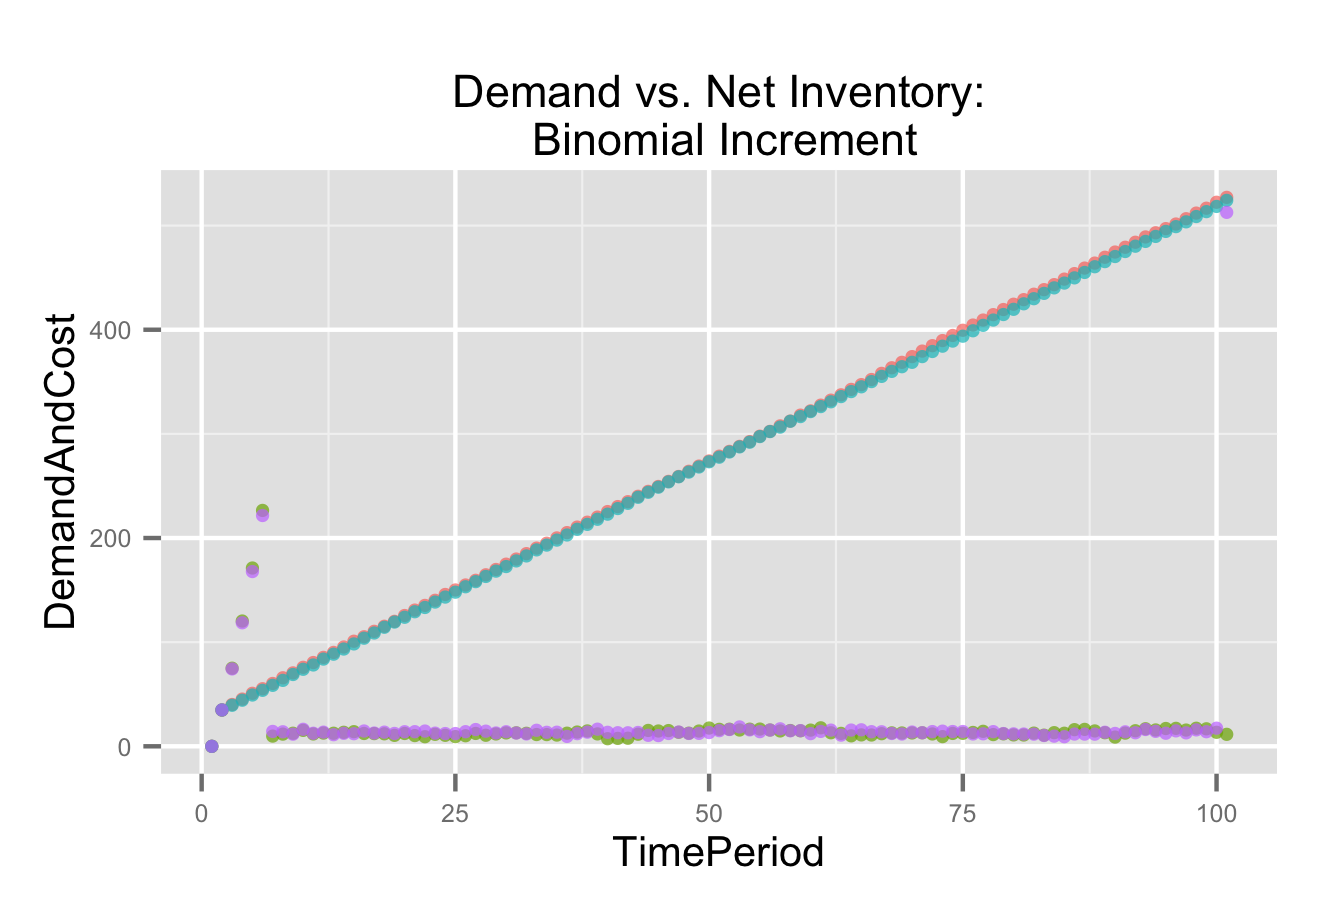 Demand vs. Net Inventory:
Binomial Increment
DemandAndCost
400
200
0
0 25 50 75 100
TimePeriod